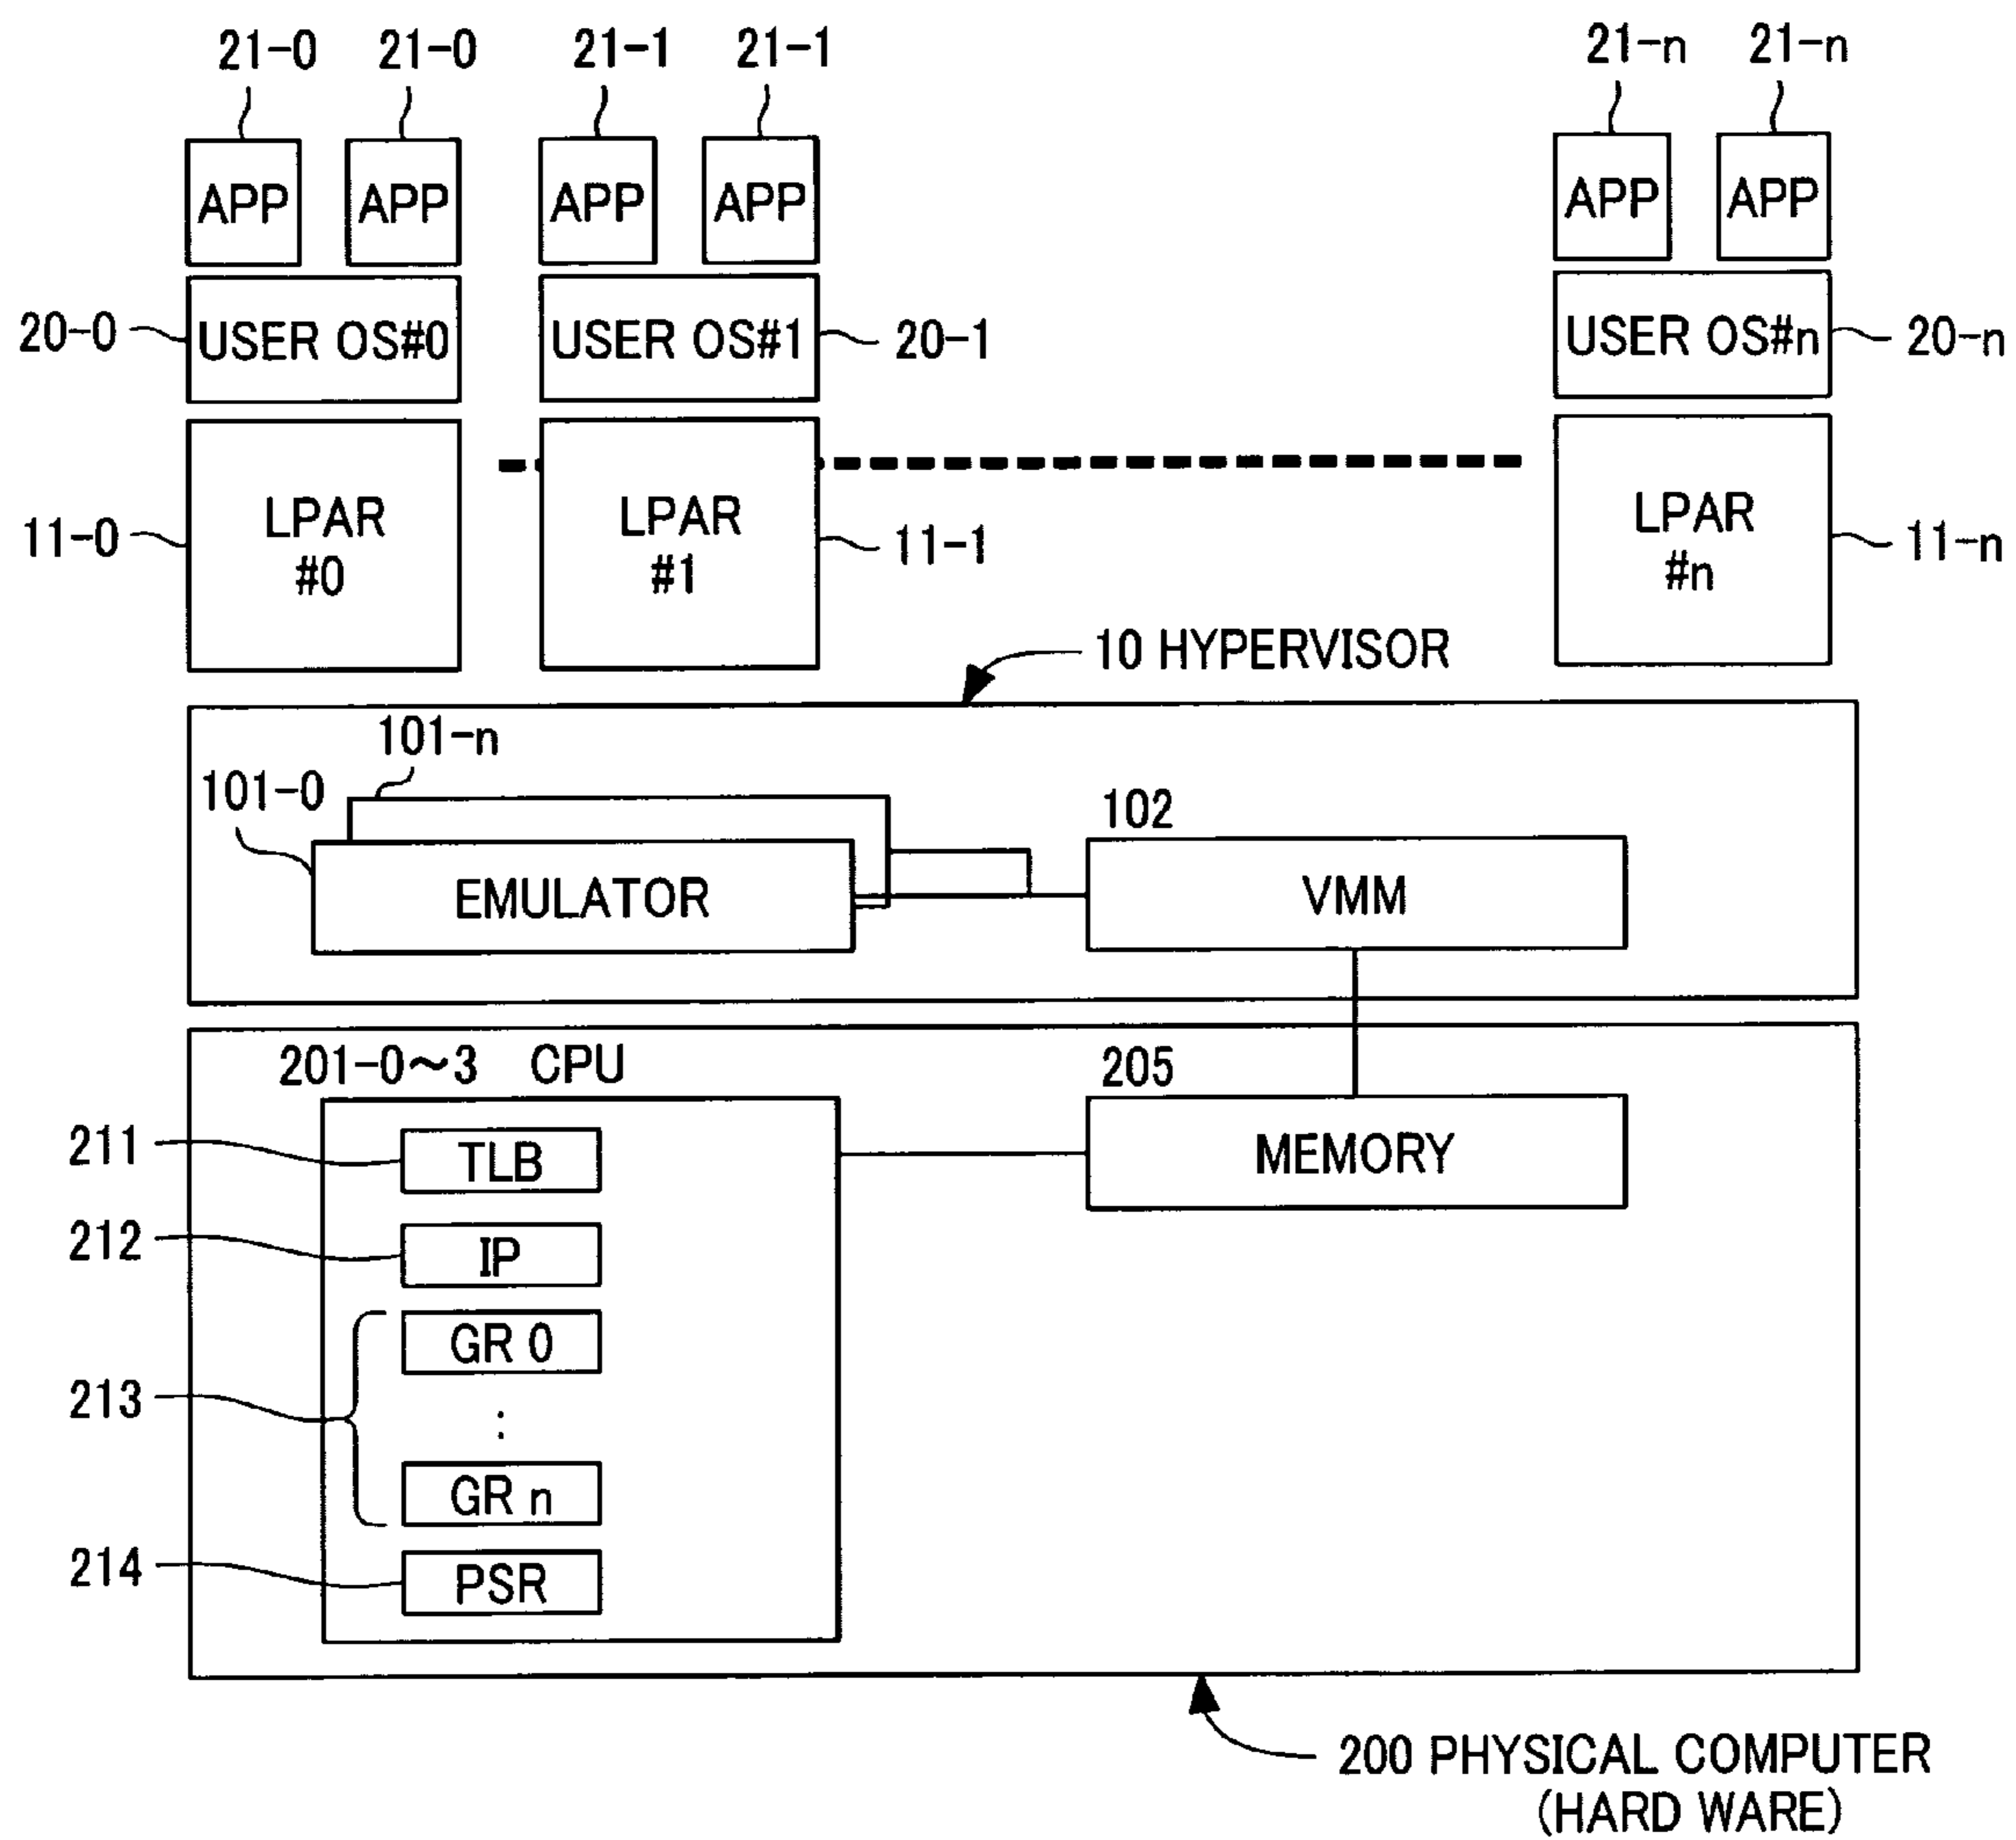 21-0 21-0 21-1 21-1 21-n 21-n
APP APP APP APP APP APP
20-0 USER OS#0 USER OS#1 20-1 USER OS#n 20-n
11-0 LPAR LPAR 11-1 LPAR 11-n
#0 #1 #n
10 HYPERVISOR
101-n
101-0 102
EMULATOR VMM
201-0~3 CPU 205
211 TLB MEMORY
212 IP
GR 0
213 :
GR n
214 PSR
200 PHYSICAL COMPUTER
(HARD WARE)